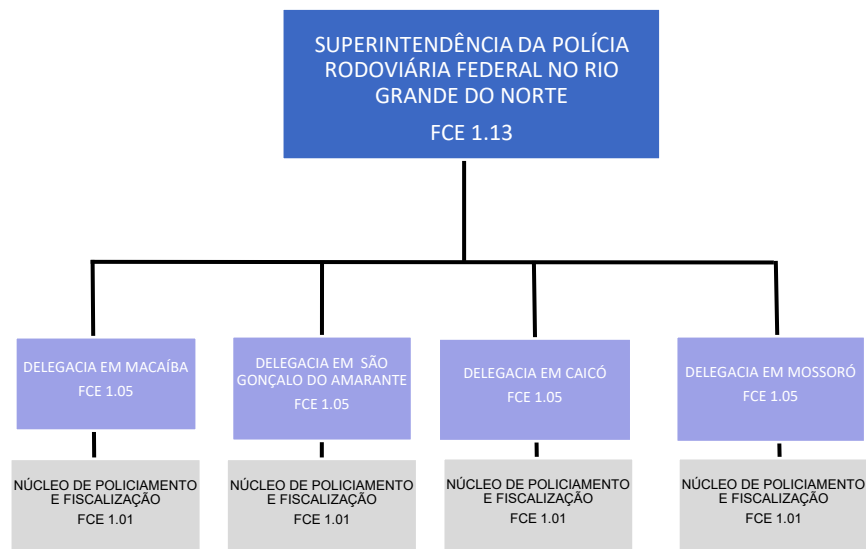 SUPERINTENDÊNCIA DA POLÍCIA
RODOVIÁRIA FEDERAL NO RIO
GRANDE DO NORTE
FCE 1.13
DELEGACIA EM MACAÍBA
FCE 1.05
DELEGACIA EM SÃO
GONÇALO DO AMARANTE
FCE 1.05
DELEGACIA EM CAICÓ
FCE 1.05
DELEGACIA EM MOSSORÓ
FCE 1.05
NÚCLEO DE POLICIAMENTO
E FISCALIZAÇÃO
FCE 1.01
NÚCLEO DE POLICIAMENTO
E FISCALIZAÇÃO
FCE 1.01
NÚCLEO DE POLICIAMENTO
E FISCALIZAÇÃO
FCE 1.01
NÚCLEO DE POLICIAMENTO
E FISCALIZAÇÃO
FCE 1.01